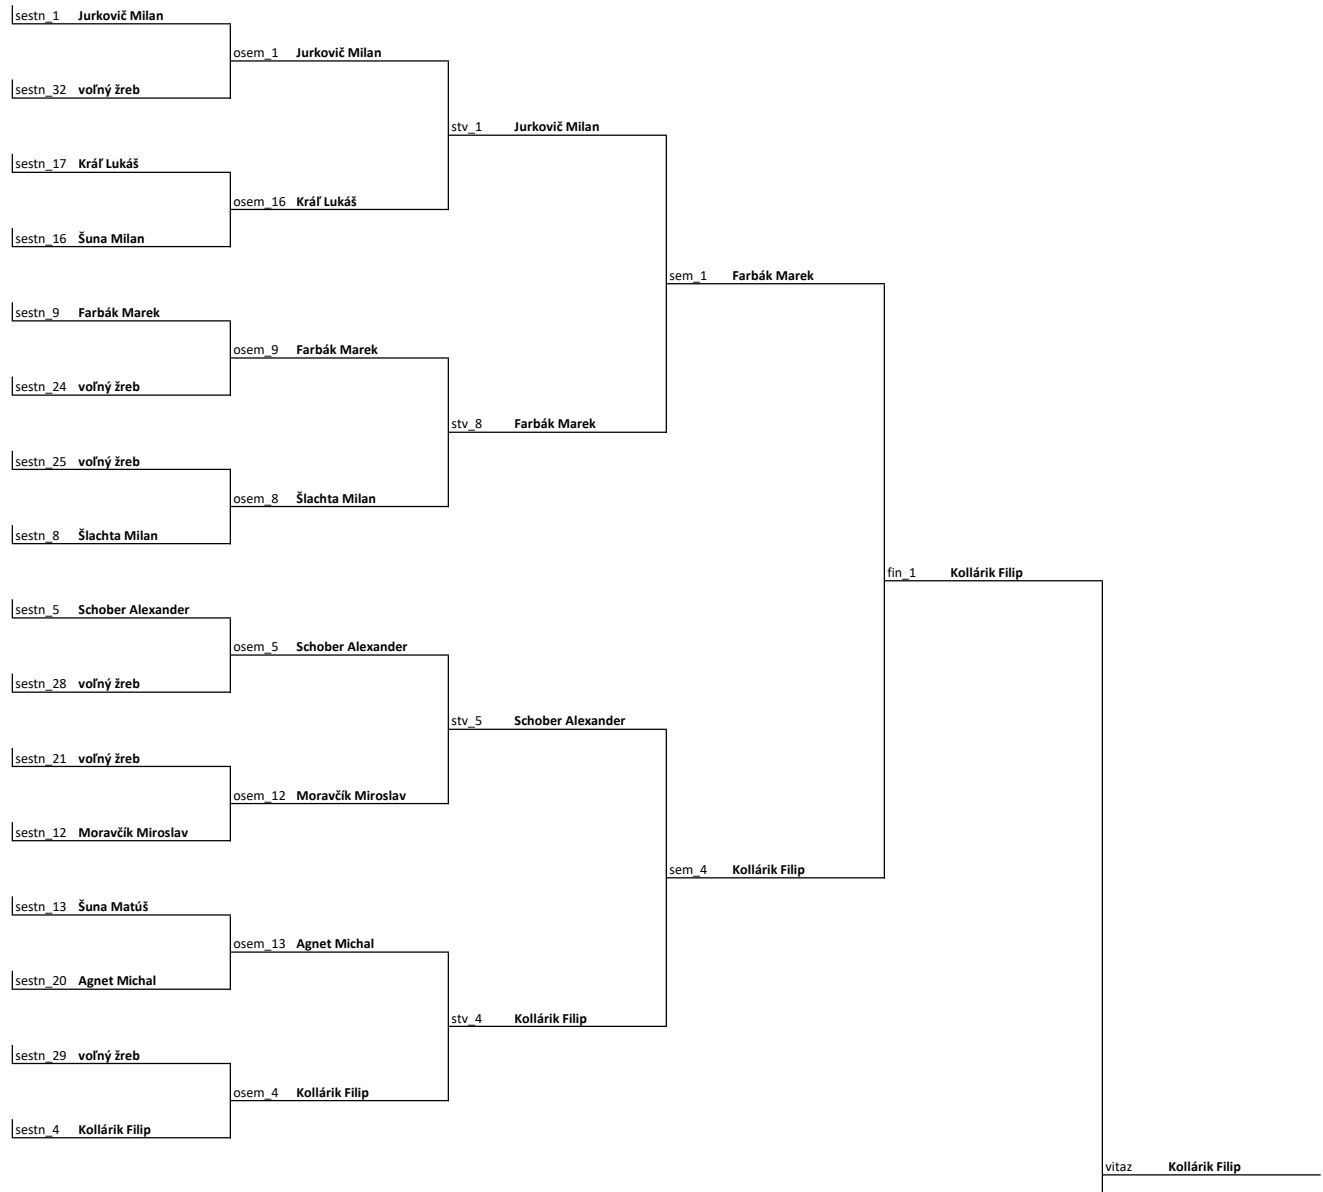 sestn_1 Jurkovič Milan
osem_1 Jurkovič Milan
sestn_32 voľný žreb
stv_1 Jurkovič Milan
sestn_17 Kráľ Lukáš
osem_16 Kráľ Lukáš
sestn_16 Šuna Milan
sem_1 Farbák Marek
sestn_9 Farbák Marek
osem_9 Farbák Marek
sestn_24 voľný žreb
stv_8 Farbák Marek
sestn_25 voľný žreb
osem_8 Šlachta Milan
sestn_8 Šlachta Milan
fin_1 Kollárik Filip
sestn_5 Schober Alexander
osem_5 Schober Alexander
sestn_28 voľný žreb
stv_5 Schober Alexander
sestn_21 voľný žreb
osem_12 Moravčík Miroslav
sestn_12 Moravčík Miroslav
sem_4 Kollárik Filip
sestn_13 Šuna Matúš
osem_13 Agnet Michal
sestn_20 Agnet Michal
stv_4 Kollárik Filip
sestn_29 voľný žreb
osem_4 Kollárik Filip
sestn_4 Kollárik Filip
vitaz Kollárik Filip